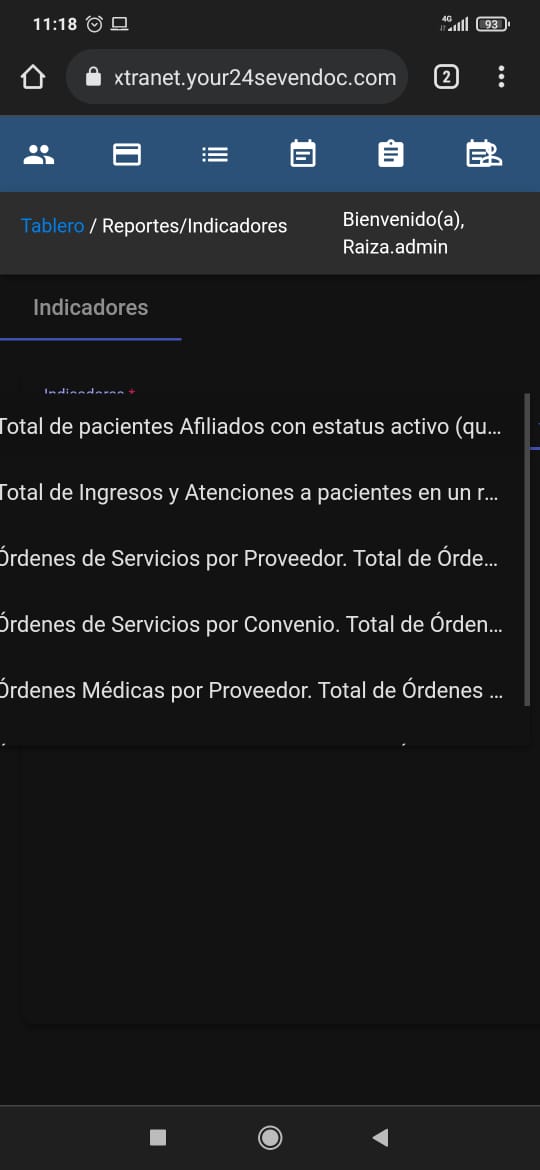 11:18
4G
93
xtranet.your24sevendoc.com
2
Tablero / Reportes/Indicadores
Bienvenido(a),
Raiza.admin
Indicadores
Indicadores *
Total de pacientes Afiliados con estatus activo (qu...
Total de Ingresos y Atenciones a pacientes en un r...
Órdenes de Servicios por Proveedor. Total de Órde...
Órdenes de Servicios por Convenio. Total de Órden...
Órdenes Médicas por Proveedor. Total de Órdenes ...